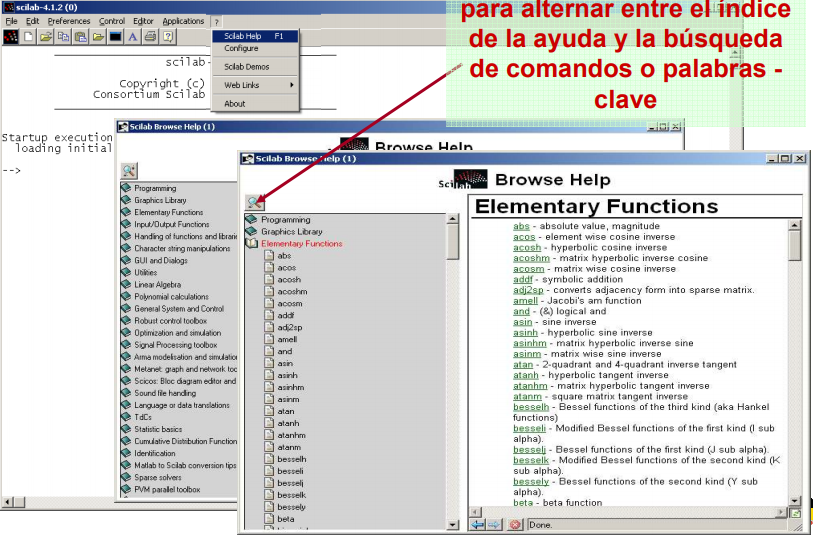 scilab-4.1.2 (0)
File Edit Preferences Control Editor Applications ?
Scilab Help F1
Configure
Scilab Demos
Web Links
About
para alternar entre el índice
de la ayuda y la búsqueda
de comandos o palabras -
clave
scilab-
Copyright (c)
Consortium Scilab
Startup execution
loading initial
-->
Scilab Browse Help (1)
Browse Help
Programming
Graphics Library
Elementary Functions
Input/Output Functions
Handling of functions and librarie
Character string manipulations
GUI and Dialogs
Utilities
Linear Algebra
Polynomial calculations
General System and Control
Robust control toolbox
Optimization and simulation
Signal Processing toolbox
Arma modelisation and simulation
Metanet: graph and network too
Scicos: Bloc diagram editor and
Sound file handling
Language or data translations
TdCs
Statistic basics
Cumulative Distribution Function
Identification
Matlab to Scilab conversion tips
Sparse solvers
PVM parallel toolbox
Scilab Browse Help (1)
Scilab Browse Help
Programming
Graphics Library
Elementary Functions
abs
acos
acosh
acoshm
acosm
addf
adj2sp
amell
and
asin
asinh
asinhm
asinm
atan
atanh
atanhm
atanm
besselh
besseli
besselj
besselk
bessely
beta
Elementary Functions
abs - absolute value, magnitude
acos - element wise cosine inverse
acosh - hyperbolic cosine inverse
acoshm - matrix hyperbolic inverse cosine
acosm - matrix wise cosine inverse
addf - symbolic addition
adj2sp - converts adjacency form into sparse matrix.
amell - Jacobi's am function
and - (&) logical and
asin - sine inverse
asinh - hyperbolic sine inverse
asinhm - matrix hyperbolic inverse sine
asinm - matrix wise sine inverse
atan - 2-quadrant and 4-quadrant inverse tangent
atanh - hyperbolic tangent inverse
atanhm - matrix hyperbolic tangent inverse
atanm - square matrix tangent inverse
besselh - Bessel functions of the third kind (aka Hankel
functions)
besseli - Modified Bessel functions of the first kind (I sub
alpha).
besselj - Bessel functions of the first kind (J sub alpha).
besselk - Modified Bessel functions of the second kind (K
sub alpha).
bessely - Bessel functions of the second kind (Y sub
alpha).
beta - beta function
Done.